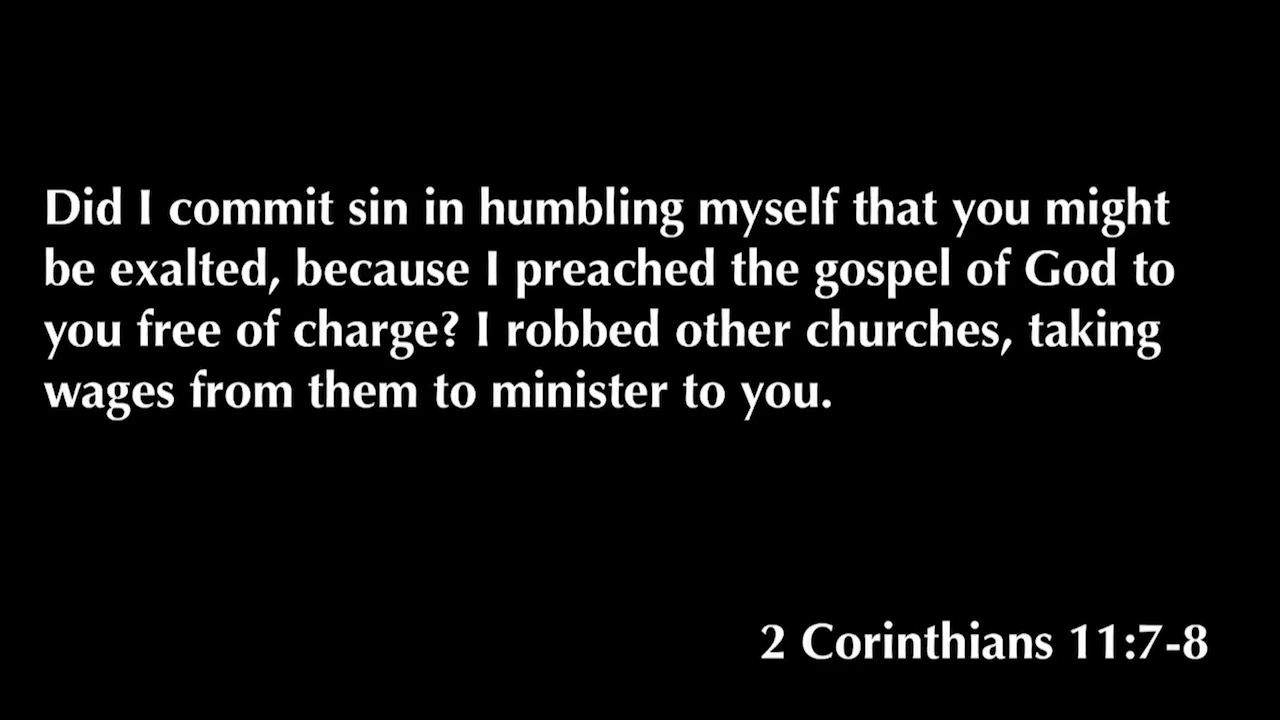 Did I commit sin in humbling myself that you might
be exalted, because I preached the gospel of God to
you free of charge? I robbed other churches, taking
wages from them to minister to you.
2 Corinthians 11:7-8